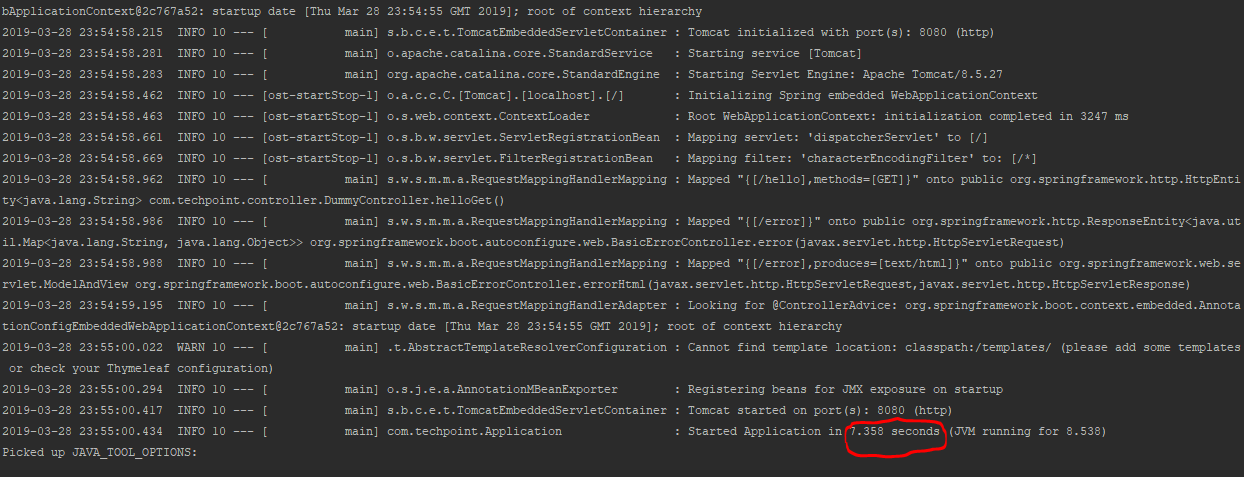 bApplicationContext@2c767a52: startup date [Thu Mar 28 23:54:55 GMT 2019]; root of context hierarchy
2019-03-28 23:54:58.215  INFO 10 --- [           main] s.b.c.e.t.TomcatEmbeddedServletContainer : Tomcat initialized with port(s): 8080 (http)
2019-03-28 23:54:58.281  INFO 10 --- [           main] o.apache.catalina.core.StandardService   : Starting service [Tomcat]
2019-03-28 23:54:58.283  INFO 10 --- [           main] org.apache.catalina.core.StandardEngine  : Starting Servlet Engine: Apache Tomcat/8.5.27
2019-03-28 23:54:58.462  INFO 10 --- [ost-startStop-1] o.a.c.c.C.[Tomcat].[localhost].[/]       : Initializing Spring embedded WebApplicationContext
2019-03-28 23:54:58.463  INFO 10 --- [ost-startStop-1] o.s.web.context.ContextLoader            : Root WebApplicationContext: initialization completed in 3247 ms
2019-03-28 23:54:58.661  INFO 10 --- [ost-startStop-1] o.s.b.w.servlet.ServletRegistrationBean  : Mapping servlet: 'dispatcherServlet' to [/]
2019-03-28 23:54:58.669  INFO 10 --- [ost-startStop-1] o.s.b.w.servlet.FilterRegistrationBean   : Mapping filter: 'characterEncodingFilter' to: [/*]
2019-03-28 23:54:58.962  INFO 10 --- [           main] s.w.s.m.m.a.RequestMappingHandlerMapping : Mapped "{[/hello],methods=[GET]}" onto public org.springframework.http.HttpEnti
ty<java.lang.String> com.techpoint.controller.DummyController.helloGet()
2019-03-28 23:54:58.986  INFO 10 --- [           main] s.w.s.m.m.a.RequestMappingHandlerMapping : Mapped "{[/error]}" onto public org.springframework.http.ResponseEntity<java.ut
il.Map<java.lang.String, java.lang.Object>> org.springframework.boot.autoconfigure.web.BasicErrorController.error(javax.servlet.http.HttpServletRequest)
2019-03-28 23:54:58.988  INFO 10 --- [           main] s.w.s.m.m.a.RequestMappingHandlerMapping : Mapped "{[/error],produces=[text/html]}" onto public org.springframework.web.se
rvlet.ModelAndView org.springframework.boot.autoconfigure.web.BasicErrorController.errorHtml(javax.servlet.http.HttpServletRequest,javax.servlet.http.HttpServletResponse)
2019-03-28 23:54:59.195  INFO 10 --- [           main] s.w.s.m.m.a.RequestMappingHandlerAdapter : Looking for @ControllerAdvice: org.springframework.boot.context.embedded.Annota
tionConfigEmbeddedWebApplicationContext@2c767a52: startup date [Thu Mar 28 23:54:55 GMT 2019]; root of context hierarchy
2019-03-28 23:55:00.022  WARN 10 --- [           main] .t.AbstractTemplateResolverConfiguration : Cannot find template location: classpath:/templates/ (please add some templates
 or check your Thymeleaf configuration)
2019-03-28 23:55:00.294  INFO 10 --- [           main] o.s.j.e.a.AnnotationMBeanExporter        : Registering beans for JMX exposure on startup
2019-03-28 23:55:00.417  INFO 10 --- [           main] s.b.c.e.t.TomcatEmbeddedServletContainer : Tomcat started on port(s): 8080 (http)
2019-03-28 23:55:00.434  INFO 10 --- [           main] com.techpoint.Application                : Started Application in 7.358 seconds (JVM running for 8.538)
Picked up JAVA_TOOL_OPTIONS: